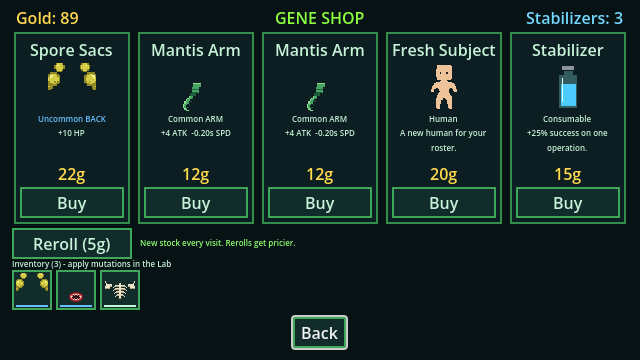 Gold: 89
GENE SHOP
Stabilizers: 3
Spore Sacs
Uncommon BACK
+10 HP
22g
Buy
Mantis Arm
Common ARM
+4 ATK -0.20s SPD
12g
Buy
Mantis Arm
Common ARM
+4 ATK -0.20s SPD
12g
Buy
Fresh Subject
Human
A new human for your
roster.
20g
Buy
Stabilizer
Consumable
+25% success on one
operation.
15g
Buy
Reroll (5g)
New stock every visit. Rerolls get pricier.
Inventory (3) - apply mutations in the Lab
Back